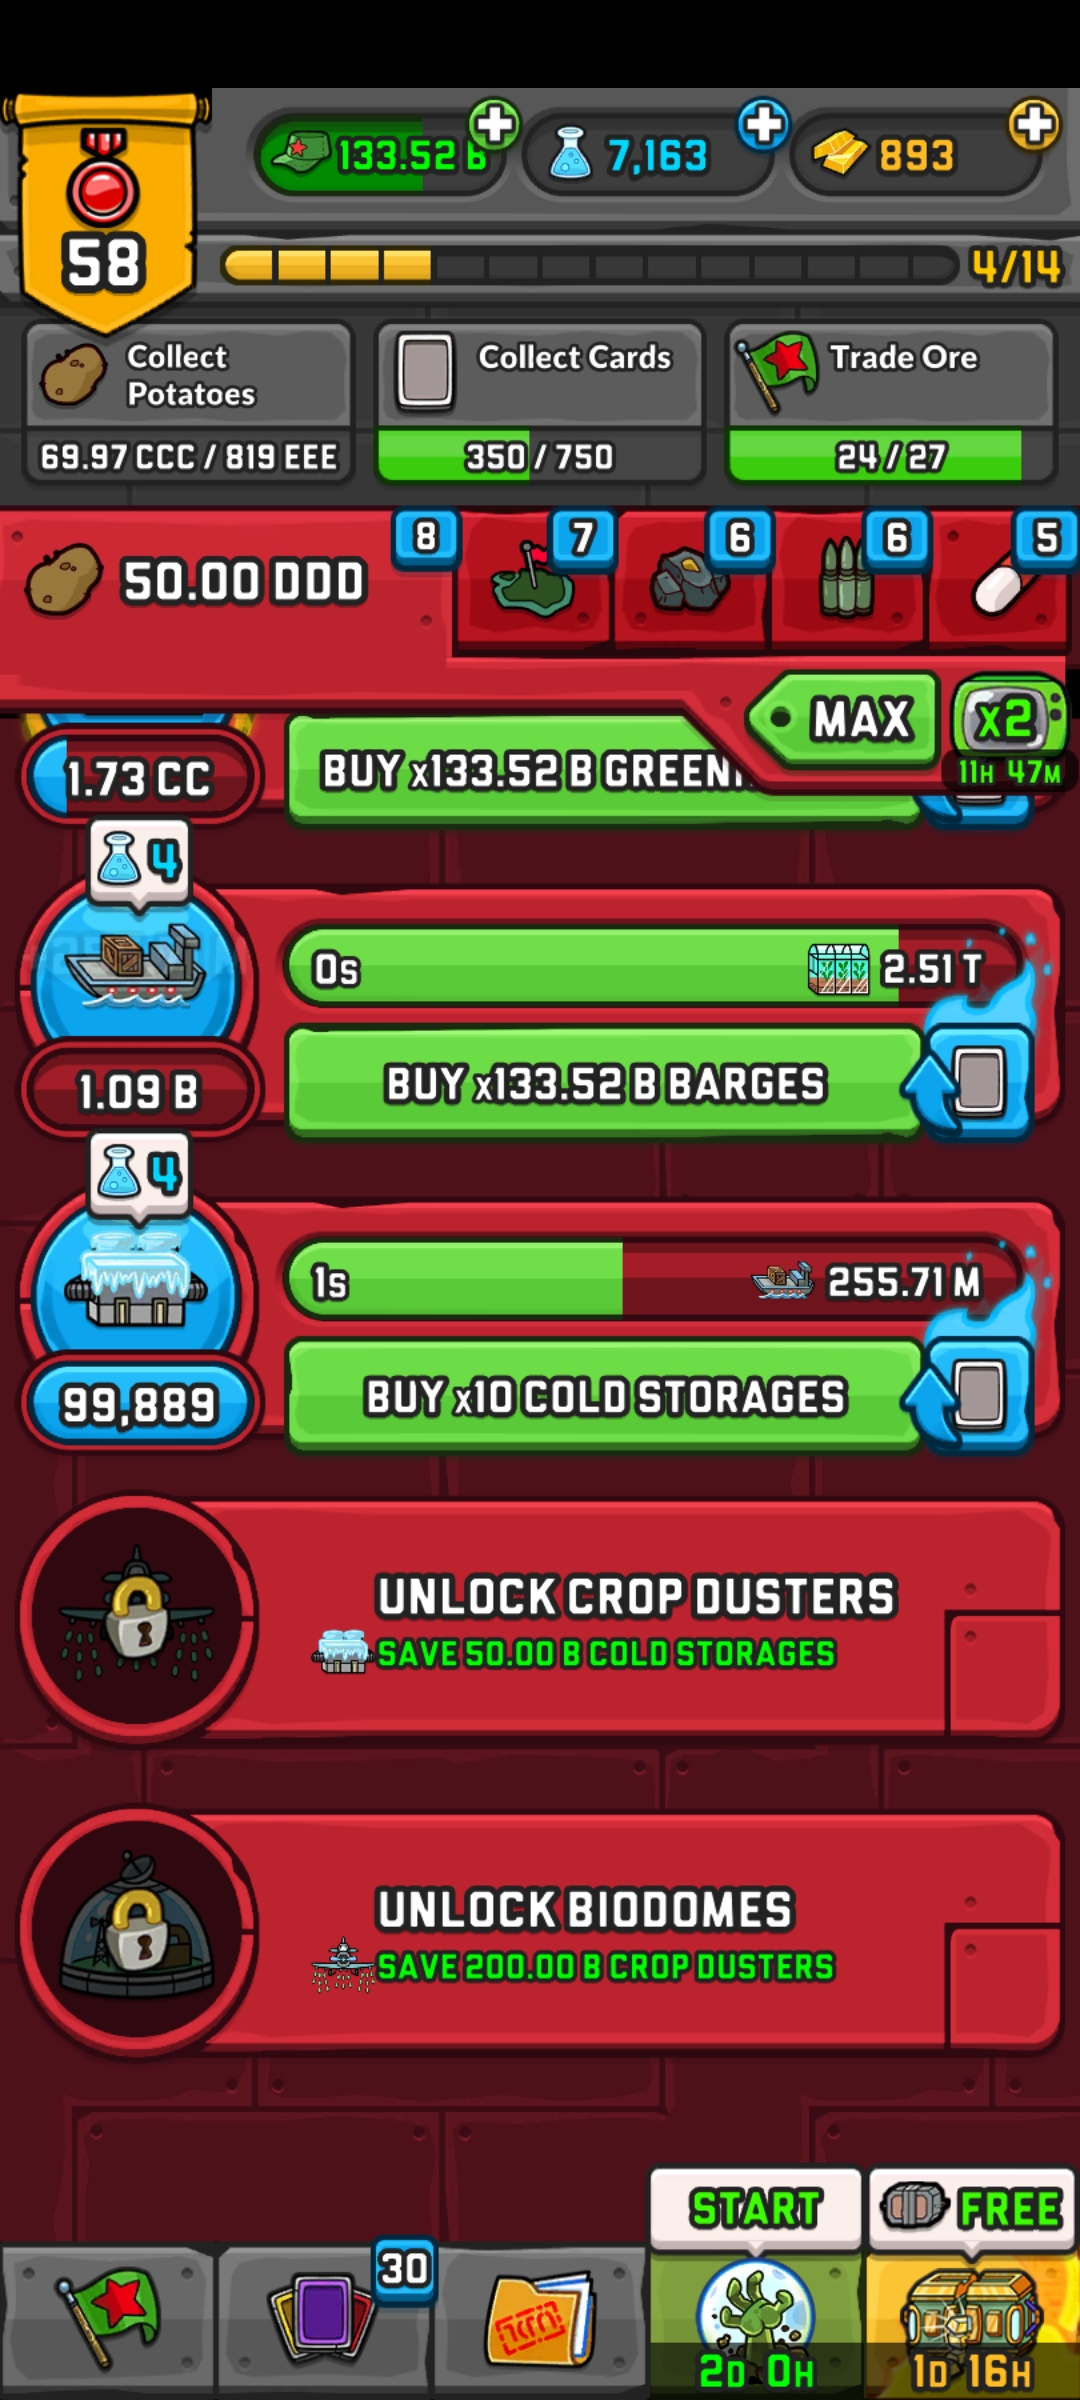 133.52 B
7,163
893
58
4/14
Collect
Potatoes
69.97 CCC / 819 EEE
Collect Cards
350 / 750
Trade Ore
24 / 27
50.00 DDD
8
7
6
6
5
MAX
x2
11H 47M
1.73 CC
BUY x133.52 B
4
0s
2.51 T
1.09 B
BUY x133.52 B BARGES
4
1s
255.71 M
99,889
BUY x10 COLD STORAGES
UNLOCK CROP DUSTERS
SAVE 50.00 B COLD STORAGES
UNLOCK BIODOMES
SAVE 200.00 B CROP DUSTERS
START
FREE
30
2D 0H
1D 16H